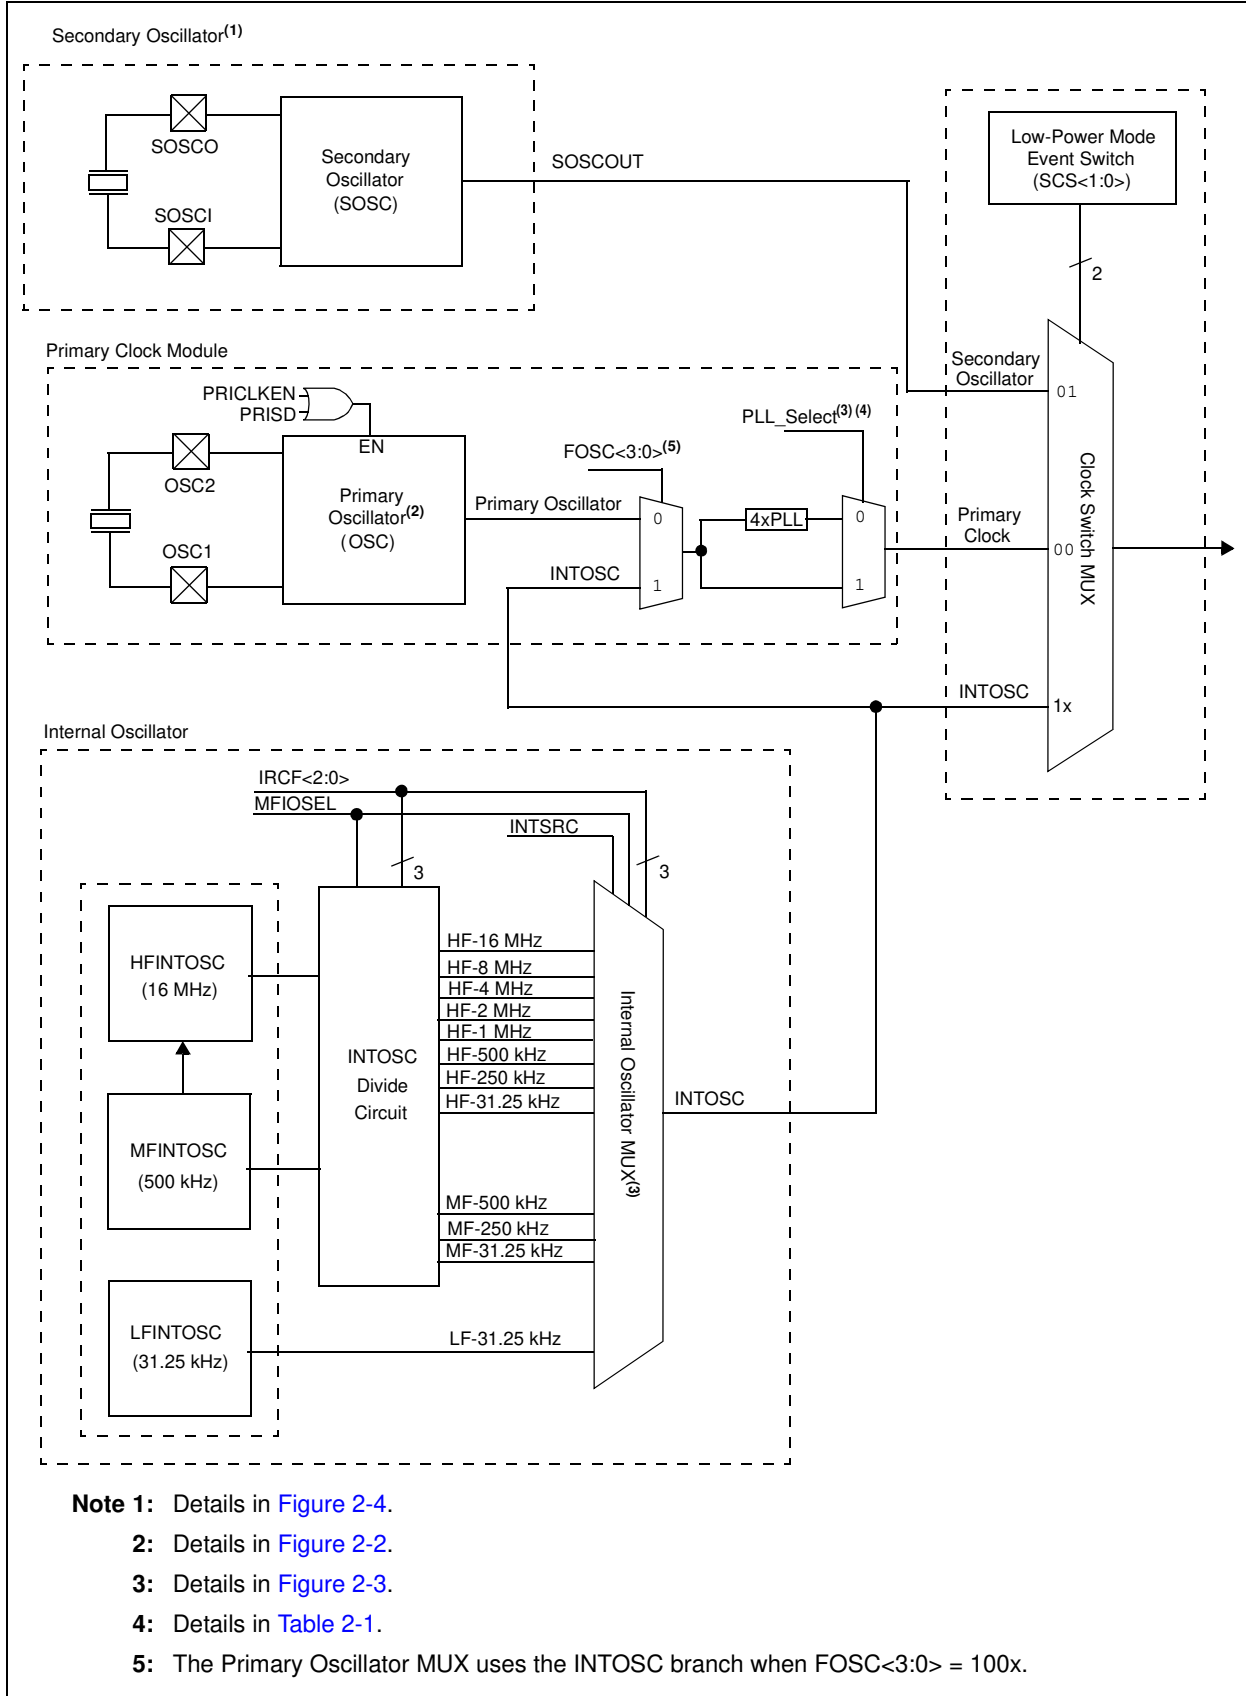 Secondary Oscillator(1)
SOSCO
SOSCI
Secondary
Oscillator
(SOSC)
SOSCOUT
Low-Power Mode
Event Switch
(SCS<1:0>)
2
Secondary
Oscillator
01
Primary
Clock
00
INTOSC
1x
Clock Switch MUX
Primary Clock Module
PRICLKEN
PRISD
EN
OSC2
OSC1
Primary
Oscillator(2)
(OSC)
Primary Oscillator
INTOSC
FOSC<3:0>(5)
0
1
4xPLL
PLL_Select(3) (4)
0
1
Internal Oscillator
IRCF<2:0>
MFIOSEL
INTSRC
3
3
HFINTOSC
(16 MHz)
MFINTOSC
(500 kHz)
LFINTOSC
(31.25 kHz)
INTOSC
Divide
Circuit
HF-16 MHz
HF-8 MHz
HF-4 MHz
HF-2 MHz
HF-1 MHz
HF-500 kHz
HF-250 kHz
HF-31.25 kHz
MF-500 kHz
MF-250 kHz
MF-31.25 kHz
LF-31.25 kHz
Internal Oscillator MUX(3)
INTOSC
Note 1: Details in Figure 2-4.
2: Details in Figure 2-2.
3: Details in Figure 2-3.
4: Details in Table 2-1.
5: The Primary Oscillator MUX uses the INTOSC branch when FOSC<3:0> = 100x.